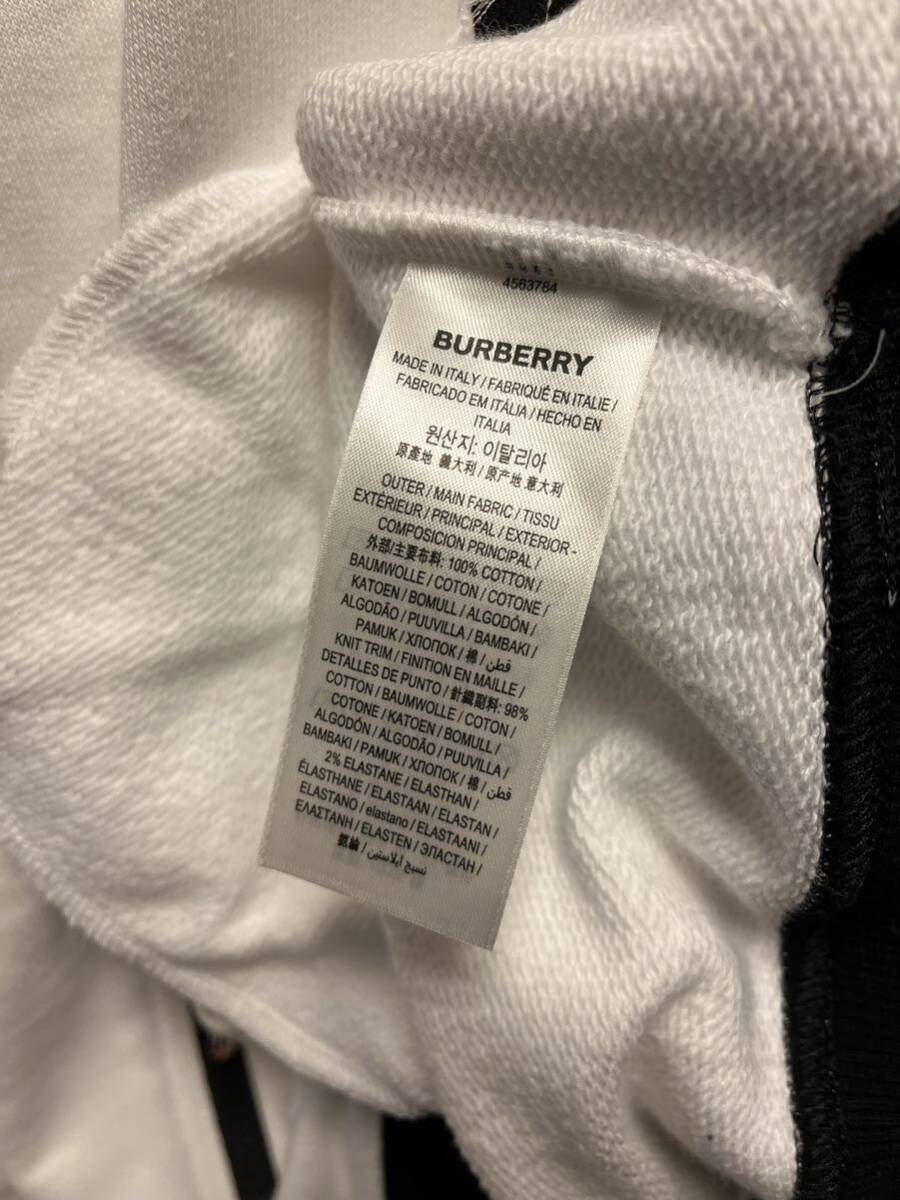 4563784
BURBERRY
MADE IN ITALY / FABRIQUÉ EN ITALIE /
FABRICADO EM ITÁLIA / HECHO EN
ITALIA
원산지: 이탈리아
原產地 義大利 / 原产地 意大利
OUTER / MAIN FABRIC / TISSU
EXTÉRIEUR / PRINCIPAL / EXTERIOR -
COMPOSICION PRINCIPAL /
外部/主要布料: 100% COTTON /
BAUMWOLLE / COTON / COTONE /
KATOEN / BOMULL / ALGODÓN /
ALGODÃO / PUUVILLA / BAMBAKI /
PAMUK / ХЛОПОК / 棉 / قطن
KNIT TRIM / FINITION EN MAILLE /
DETALLES DE PUNTO / 針織副料: 98%
COTTON / BAUMWOLLE / COTON /
COTONE / KATOEN / BOMULL /
ALGODÓN / ALGODÃO / PUUVILLA /
BAMBAKI / PAMUK / ХЛОПОК / 棉 / قطن
2% ELASTANE / ELASTHAN /
ÉLASTHANE / ELASTAAN / ELASTAN /
ELASTANO / elastano / ELASTAANI /
ΕΛΑΣΤΑΝΗ / ELASTEN / ЭЛАСТАН /
氨綸 / نسيج ايلاستين